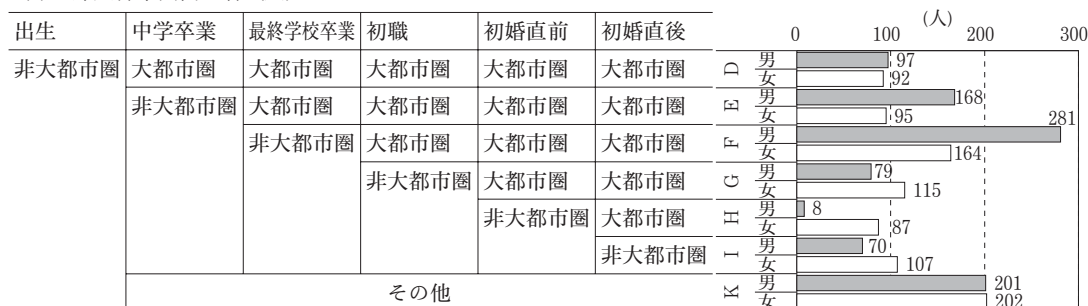 (人)
出生 中学卒業 最終学校卒業 初職 初婚直前 初婚直後 0 100 200 300
非大都市圏 大都市圏 大都市圏 大都市圏 大都市圏 大都市圏 D 男 97
女 92
非大都市圏 大都市圏 大都市圏 大都市圏 大都市圏 E 男 168
女 95
非大都市圏 大都市圏 大都市圏 大都市圏 F 男 281
女 164
非大都市圏 大都市圏 大都市圏 G 男 79
女 115
非大都市圏 大都市圏 H 男 8
女 87
非大都市圏 I 男 70
女 107
その他 K 男 201
女 202